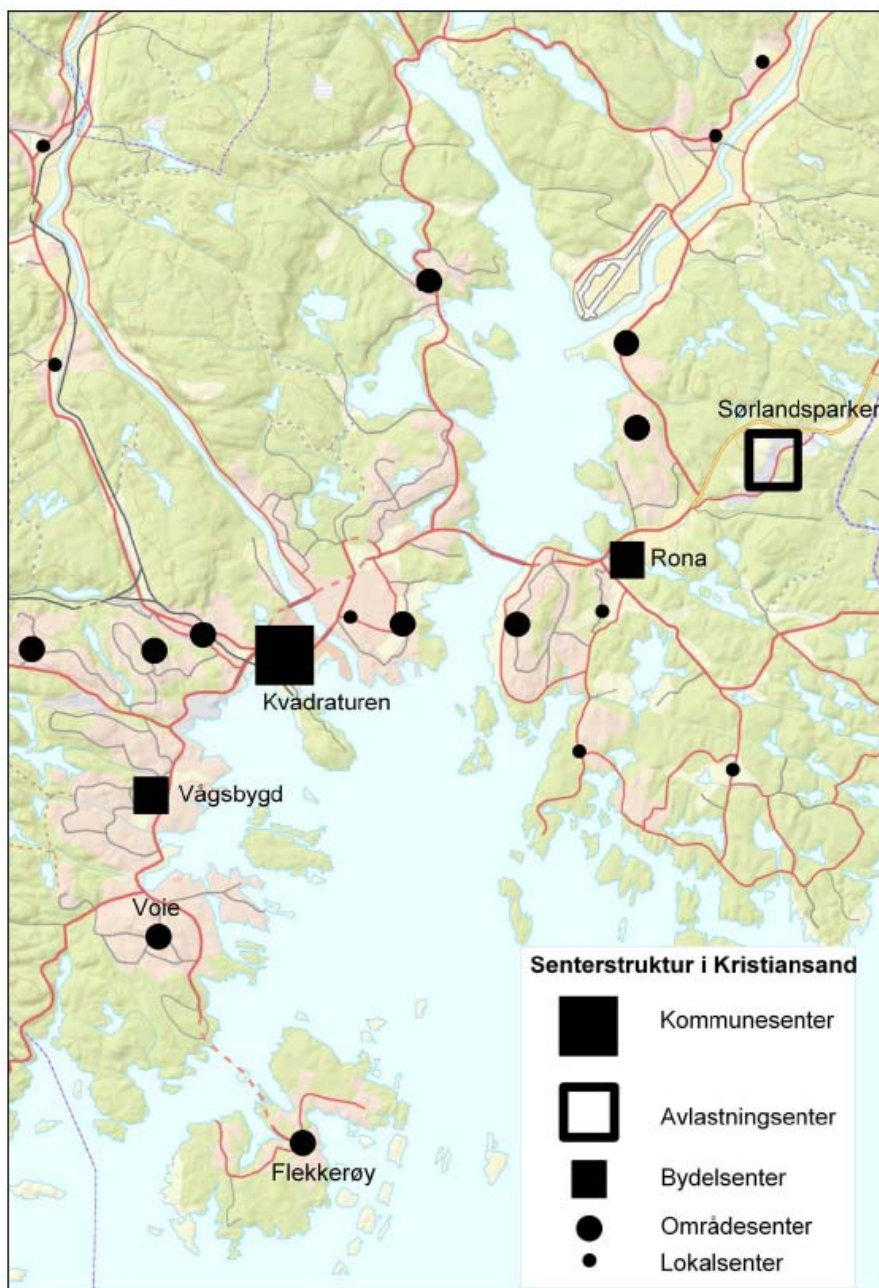 Sørlandsparken
Rona
Kvadraturen
Vågsbygd
Voie
Flekkerøy
Senterstruktur i Kristiansand
Kommunesenter
Avlastningsenter
Bydelsenter
Områdesenter
Lokalsenter